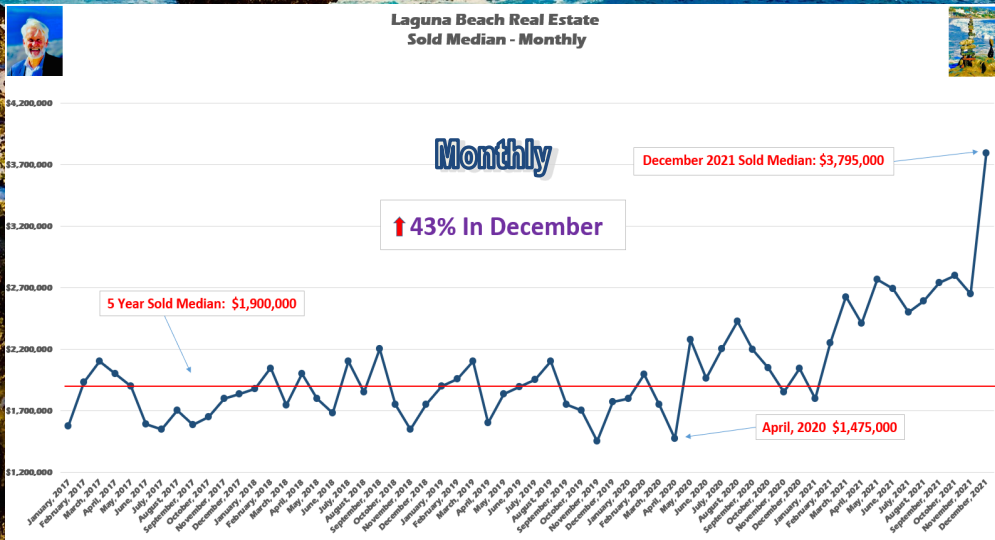 Laguna Beach Real Estate
Sold Median - Monthly
$4,200,000
$3,700,000
$3,200,000
$2,700,000
$2,200,000
$1,700,000
$1,200,000
Monthly
43% In December
December 2021 Sold Median: $3,795,000
5 Year Sold Median: $1,900,000
April, 2020 $1,475,000
January, 2017
February, 2017
March, 2017
April, 2017
May, 2017
June, 2017
July, 2017
August, 2017
September, 2017
October, 2017
November, 2017
December, 2017
January, 2018
February, 2018
March, 2018
April, 2018
May, 2018
June, 2018
July, 2018
August, 2018
September, 2018
October, 2018
November, 2018
December, 2018
January, 2019
February, 2019
March, 2019
April, 2019
May, 2019
June, 2019
July, 2019
August, 2019
September, 2019
October, 2019
November, 2019
December, 2019
January, 2020
February, 2020
March, 2020
April, 2020
May, 2020
June, 2020
July, 2020
August, 2020
September, 2020
October, 2020
November, 2020
December, 2020
January, 2021
February, 2021
March, 2021
April, 2021
May, 2021
June, 2021
July, 2021
August, 2021
September, 2021
October, 2021
November, 2021
December, 2021